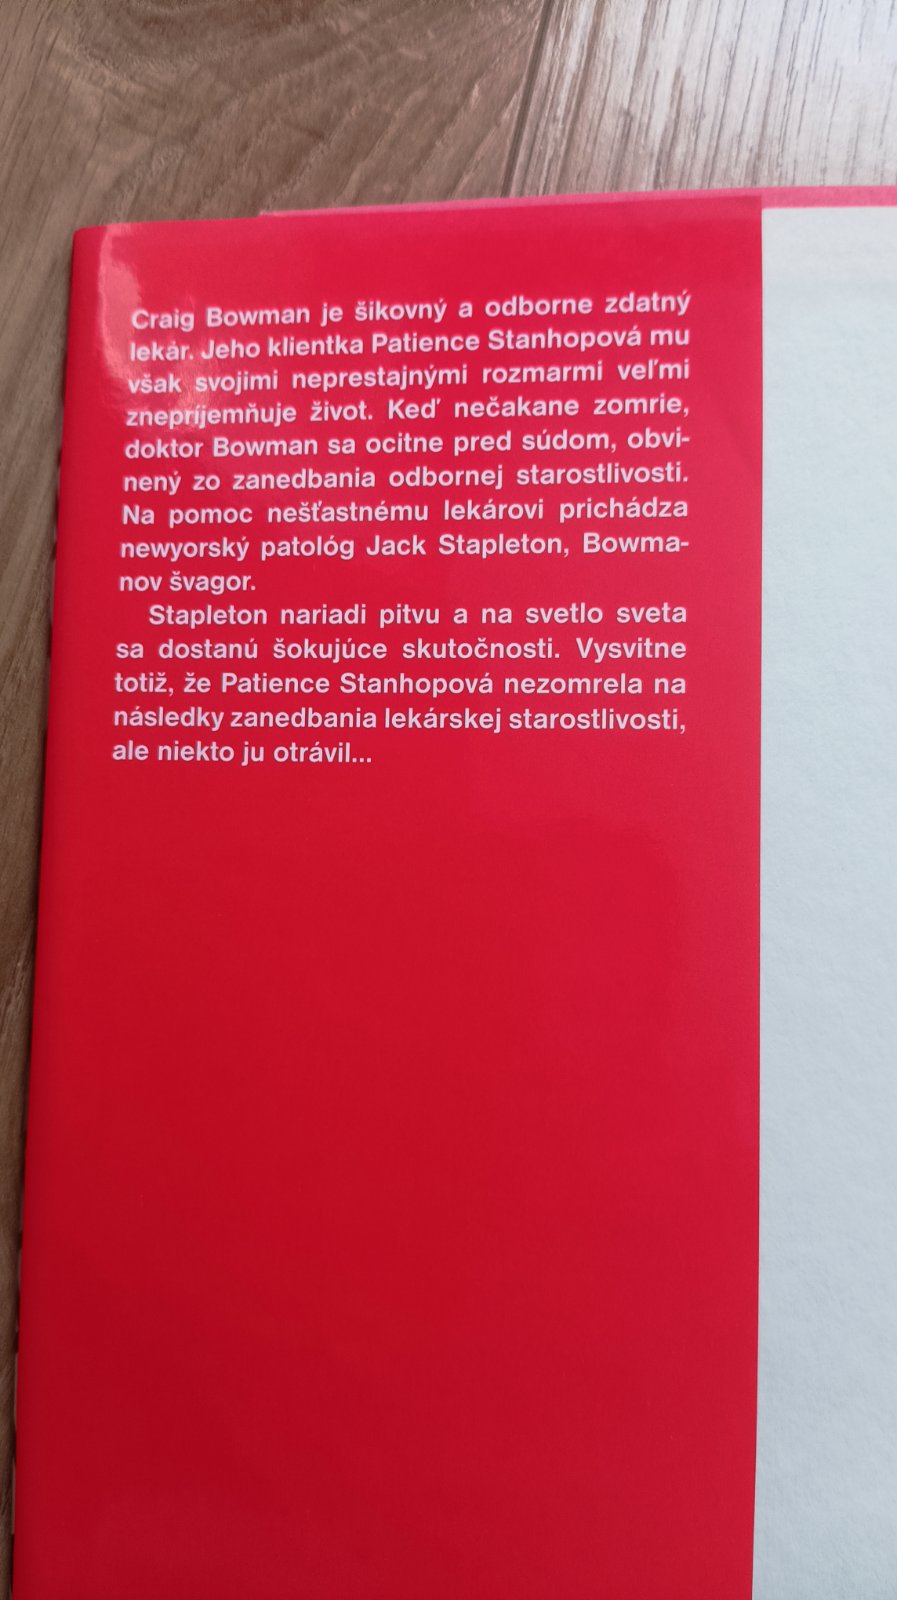 Craig Bowman je šikovný a odborne zdatný
lekár. Jeho klientka Patience Stanhopová mu
však svojimi neprestajnými rozmarmi veľmi
znepríjemňuje život. Keď nečakane zomrie,
doktor Bowman sa ocitne pred súdom, obvi-
nený zo zanedbania odbornej starostlivosti.
Na pomoc nešťastnému lekárovi prichádza
newyorský patológ Jack Stapleton, Bowma-
nov švagor.
Stapleton nariadi pitvu a na svetlo sveta
sa dostanú šokujúce skutočnosti. Vysvitne
totiž, že Patience Stanhopová nezomrela na
následky zanedbania lekárskej starostlivosti,
ale niekto ju otrávil...